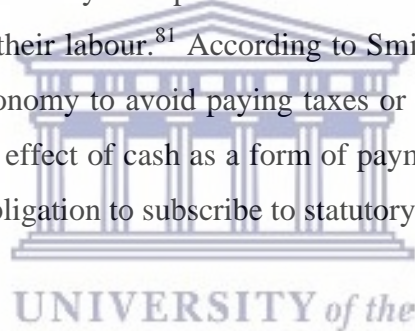 their labour.81 According to Smi
onomy to avoid paying taxes or
effect of cash as a form of paym
bligation to subscribe to statutory
UNIVERSITY of the